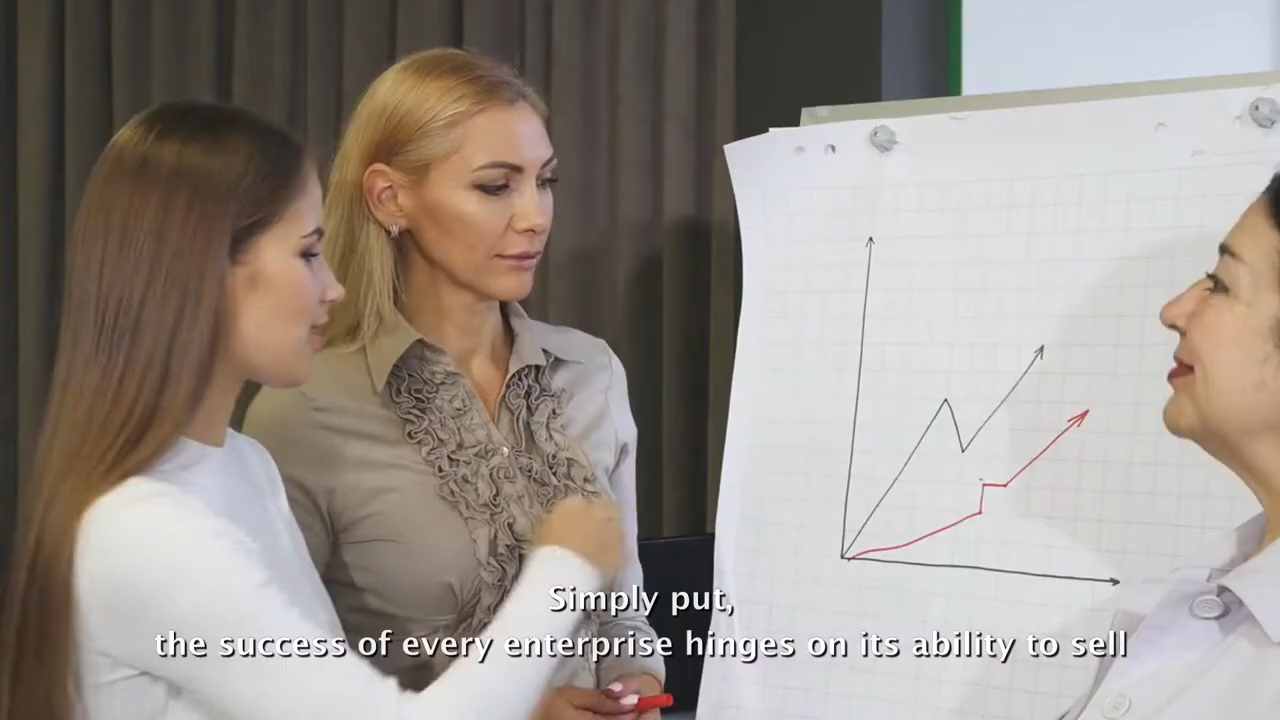 Simply put,
the success of every enterprise hinges on its ability to sell